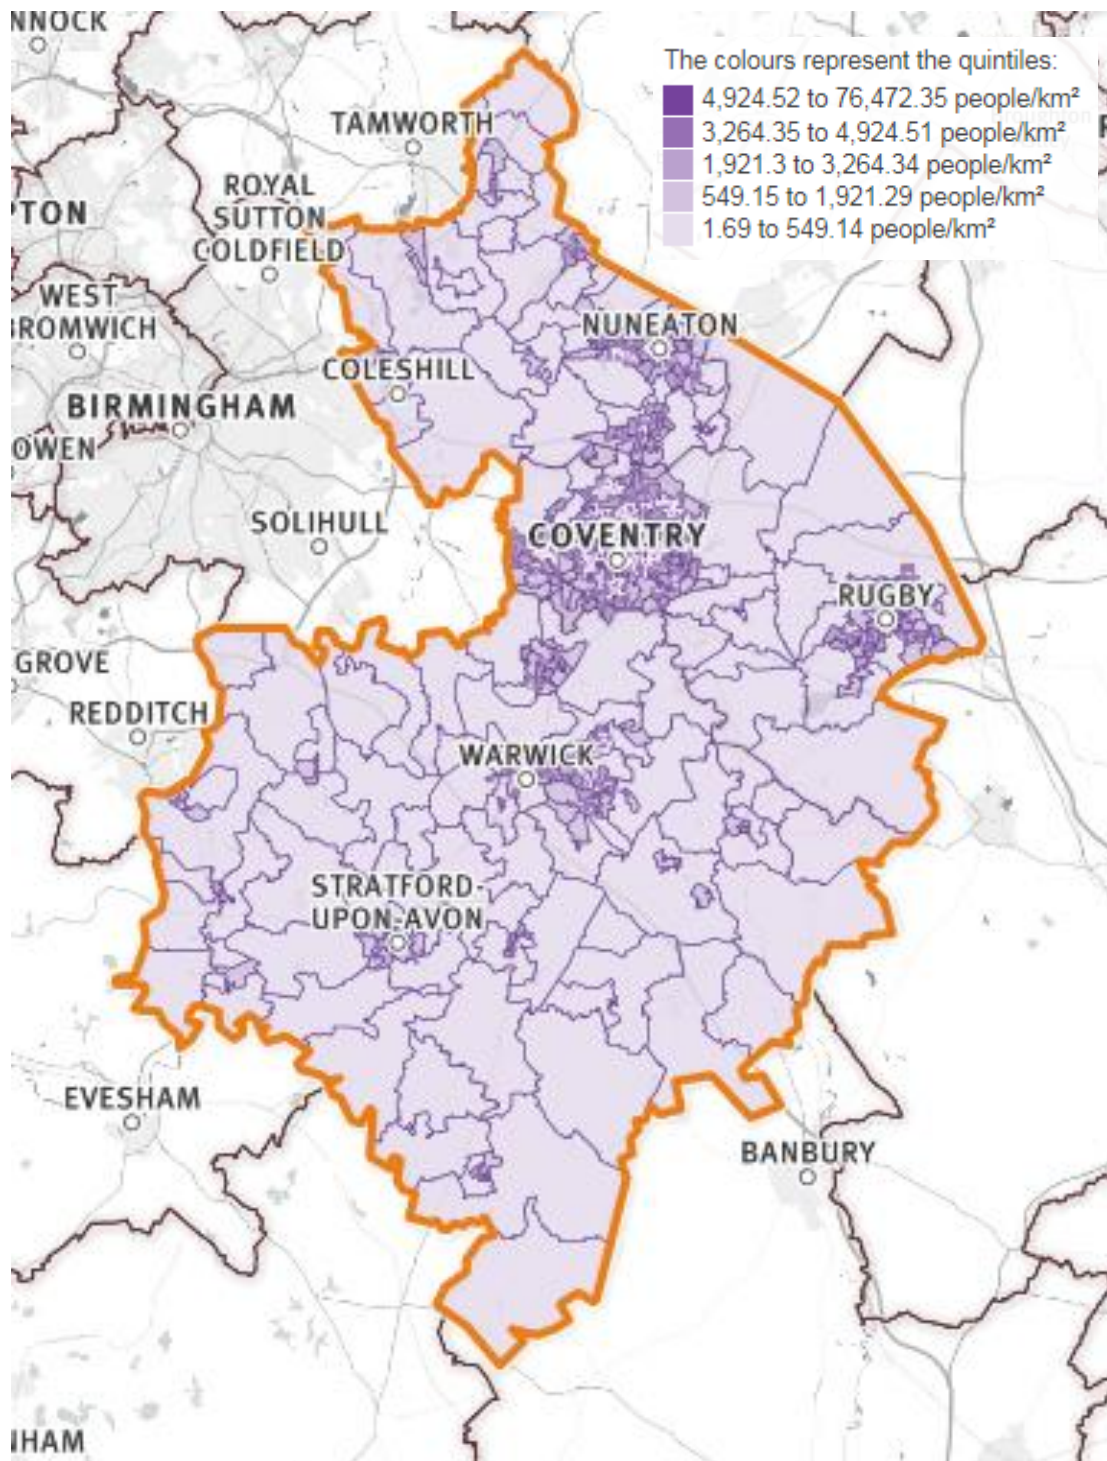 NNOCK
The colours represent the quintiles:
4,924.52 to 76,472.35 people/km²
3,264.35 to 4,924.51 people/km²
1,921.3 to 3,264.34 people/km²
549.15 to 1,921.29 people/km²
1.69 to 549.14 people/km²
TAMWORTH
ROYAL
SUTTON
COLDFIELD
PTON
WEST
BROMWICH
NUNEATON
COLESHILL
BIRMINGHAM
OWEN
SOLIHULL
COVENTRY
RUGBY
GROVE
REDDITCH
WARWICK
STRATFORD-
UPON-AVON
EVESHAM
BANBURY
NHAM